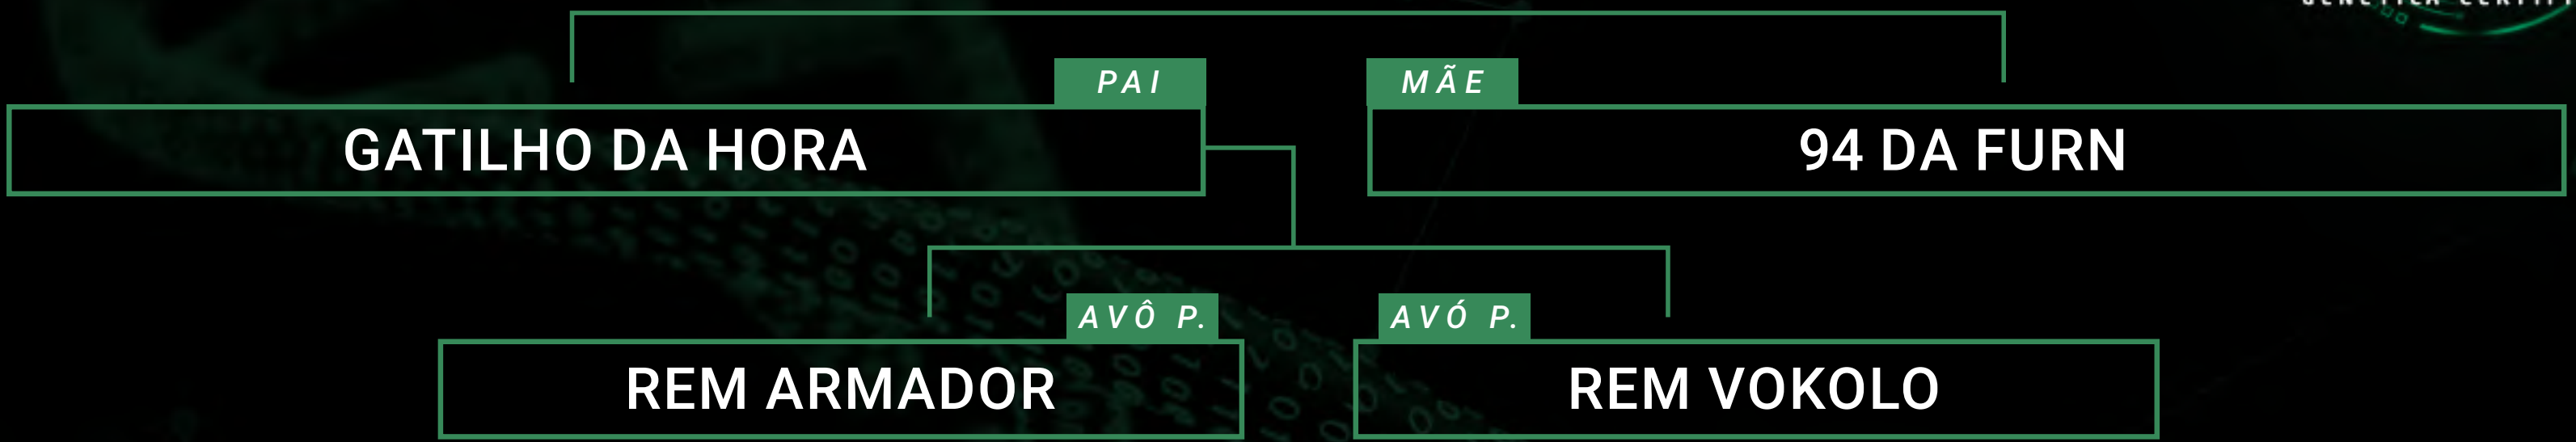 PAI
MÃE
GATILHO DA HORA
94 DA FURN
AVÔ P.
AVÓ P.
REM ARMADOR
REM VOKOLO